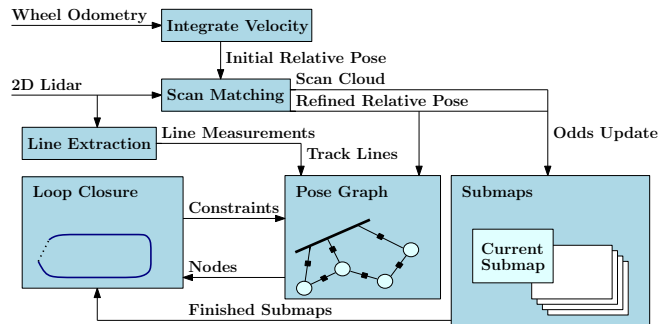 Wheel Odometry
Integrate Velocity
Initial Relative Pose
2D Lidar
Scan Matching
Scan Cloud
Refined Relative Pose
Line Extraction
Line Measurements
Track Lines
Odds Update
Loop Closure
Constraints
Nodes
Pose Graph
Submaps
Current
Submap
Finished Submaps